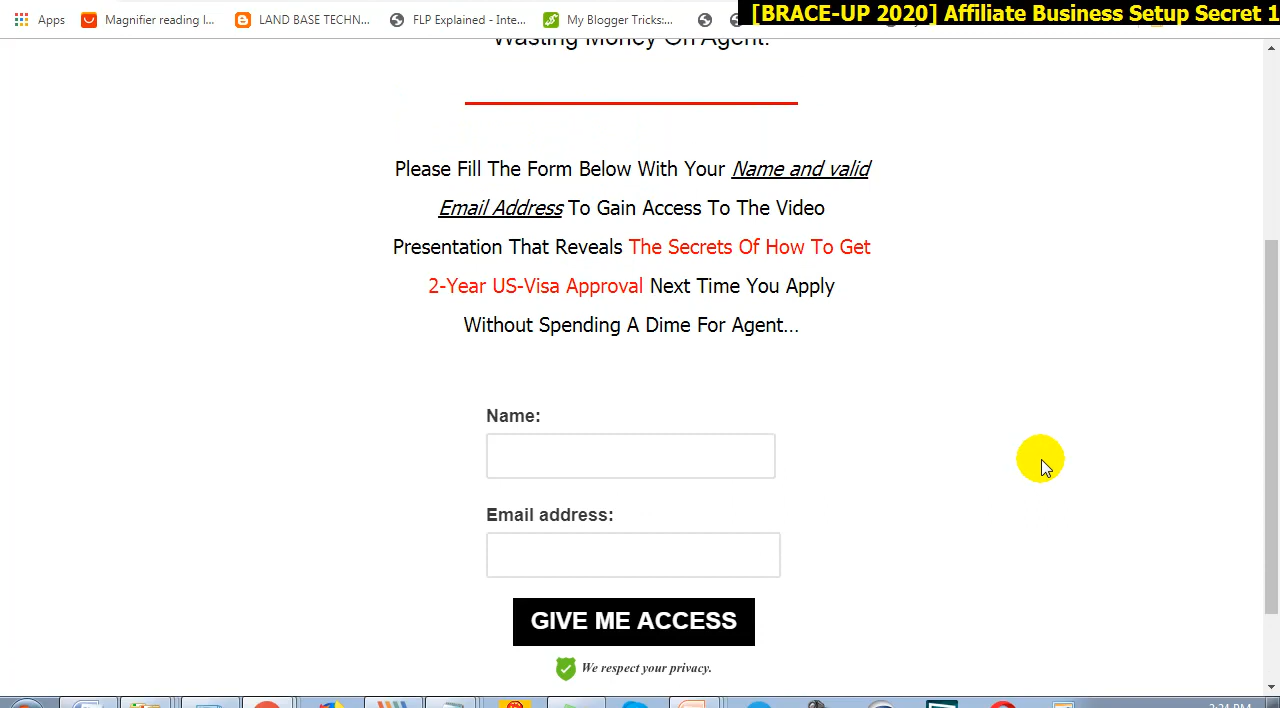 [BRACE-UP 2020] Affiliate Business Setup Secret 1
Apps
Magnifier reading l...
LAND BASE TECHN...
FLP Explained - Inte...
My Blogger Tricks:...
Wasting Money On Agent.
Please Fill The Form Below With Your Name and valid
Email Address To Gain Access To The Video
Presentation That Reveals The Secrets Of How To Get
2-Year US-Visa Approval Next Time You Apply
Without Spending A Dime For Agent...
Name:
Email address:
GIVE ME ACCESS
We respect your privacy.